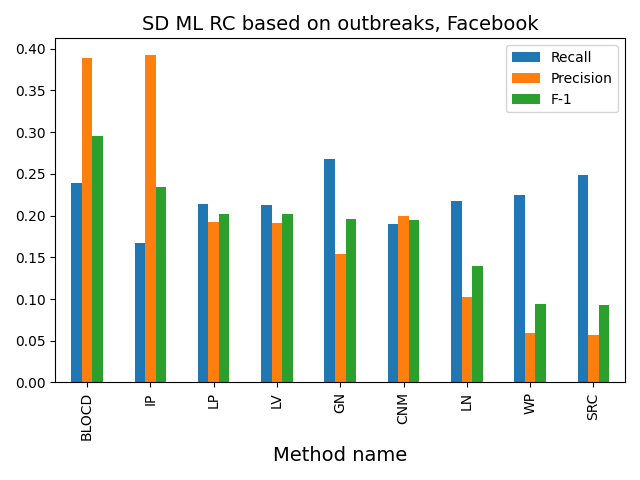 SD ML RC based on outbreaks, Facebook
Recall
Precision
F-1
0.40
0.35
0.30
0.25
0.20
0.15
0.10
0.05
0.00
BLOCD
IP
LP
LV
GN
CNM
LN
WP
SRC
Method name